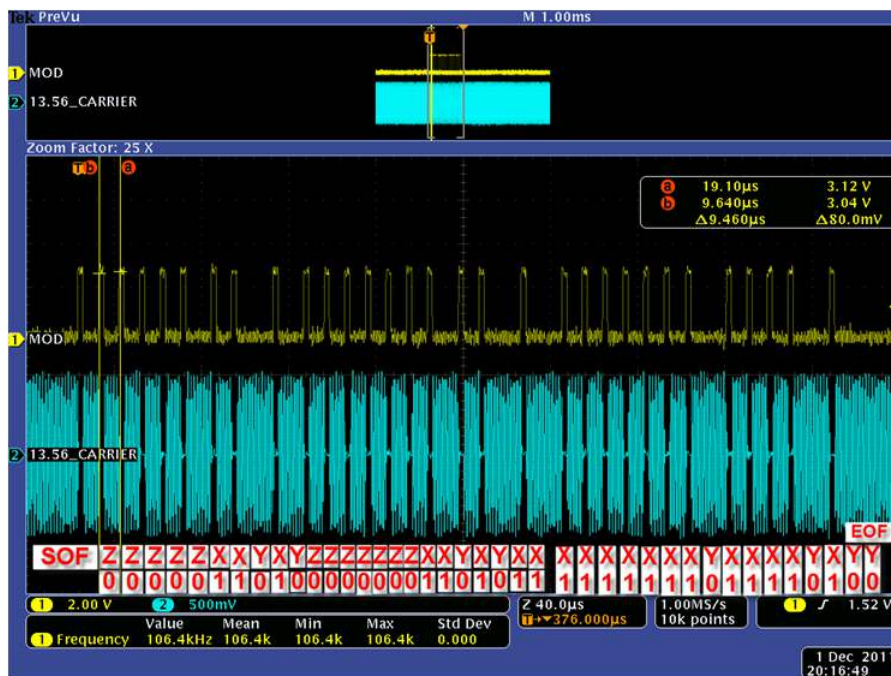 Tek PreVu M 1.00ms
1 MOD
2 13.56_CARRIER
Zoom Factor: 25 X
T b a
a 19.10µs 3.12 V
b 9.640µs 3.04 V
Δ9.460µs Δ80.0mV
1 MOD
2 13.56_CARRIER
EOF
SOF Z Z Z Z Z X X Y X Y Z Z Z Z Z Z X X Y X Y X X X X X X X X X Y X X X X Y X Y Y
0 0 0 0 0 1 1 0 1 0 0 0 0 0 0 0 1 1 0 1 0 1 1 1 1 1 1 1 1 1 0 1 1 1 1 0 1 0 0
1 2.00 V 2 500mV Z 40.0µs 1.00MS/s 1 1.52 V
T 376.000µs 10k points
Value Mean Min Max Std Dev
1 Frequency 106.4kHz 106.4k 106.4k 106.4k 0.000
1 Dec 2011
20:16:49